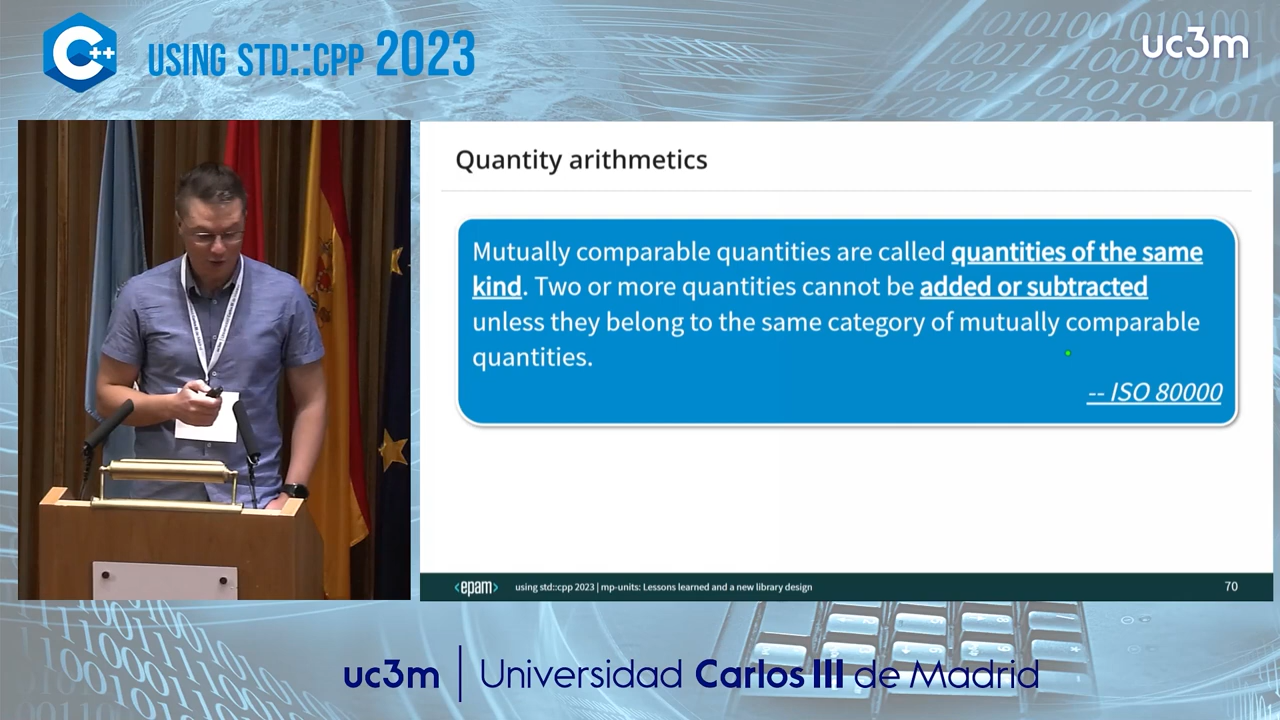 C++
USING STD::CPP 2023
uc3m
Quantity arithmetics
Mutually comparable quantities are called quantities of the same
kind. Two or more quantities cannot be added or subtracted
unless they belong to the same category of mutually comparable
quantities.
-- ISO 80000
<epam> using std::cpp 2023 | mp-units: Lessons learned and a new library design 70
uc3m | Universidad Carlos III de Madrid